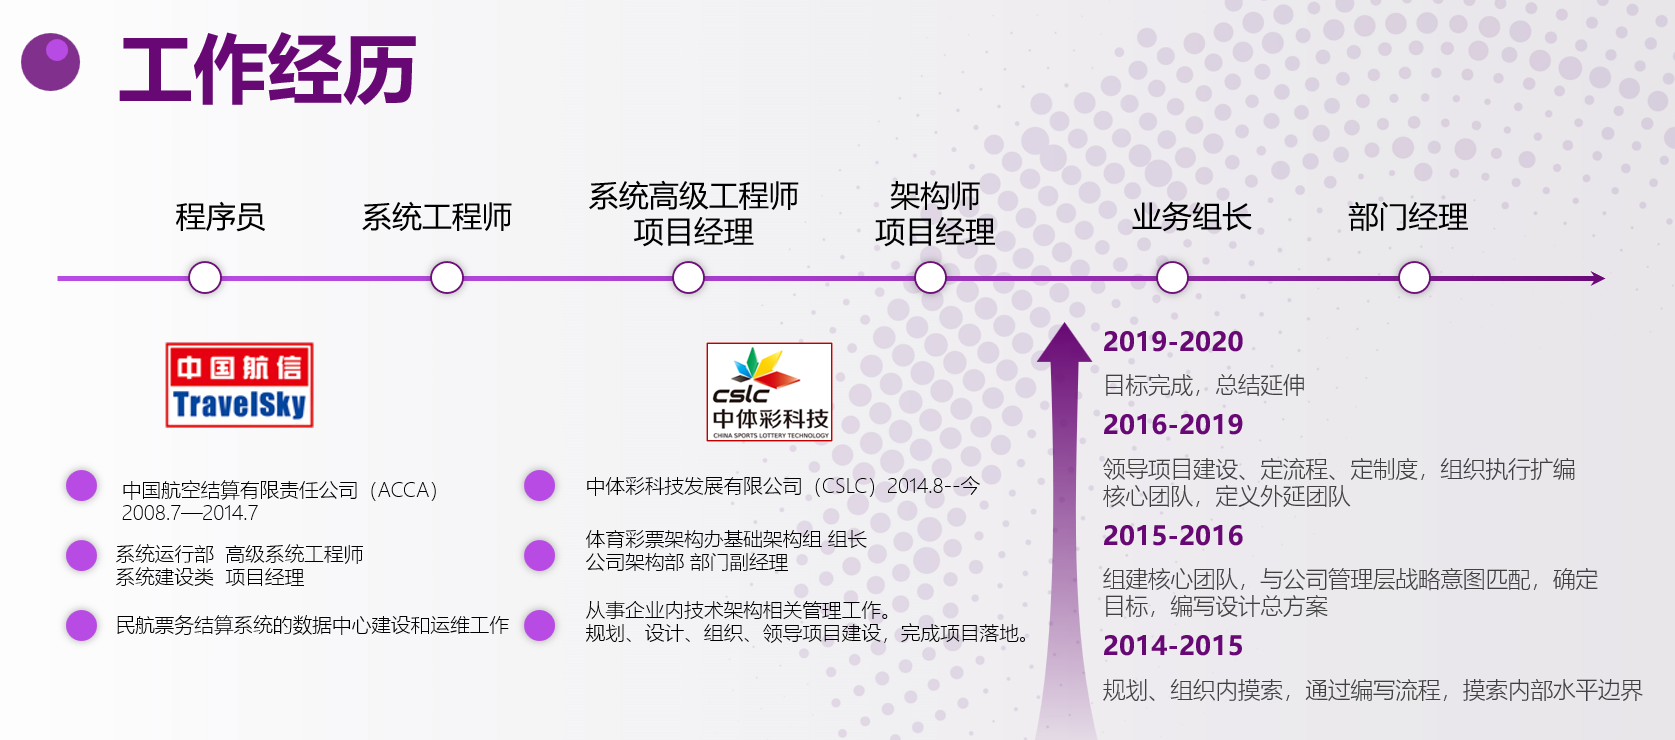 工作经历
程序员
系统工程师
系统高级工程师
项目经理
架构师
项目经理
业务组长
部门经理
中国航信
TravelSky
中国航空结算有限责任公司（ACCA）
2008.7—2014.7
系统运行部  高级系统工程师
系统建设类  项目经理
民航票务结算系统的数据中心建设和运维工作
cslc
中体彩科技
CHINA SPORTS LOTTERY TECHNOLOGY
中体彩科技发展有限公司（CSLC）2014.8--今
体育彩票架构办基础架构组 组长
公司架构部 部门副经理
从事企业内技术架构相关管理工作。
规划、设计、组织、领导项目建设，完成项目落地。
2019-2020
目标完成，总结延伸
2016-2019
领导项目建设、定流程、定制度，组织执行扩编
核心团队，定义外延团队
2015-2016
组建核心团队，与公司管理层战略意图匹配，确定
目标，编写设计总方案
2014-2015
规划、组织内摸索，通过编写流程，摸索内部水平边界